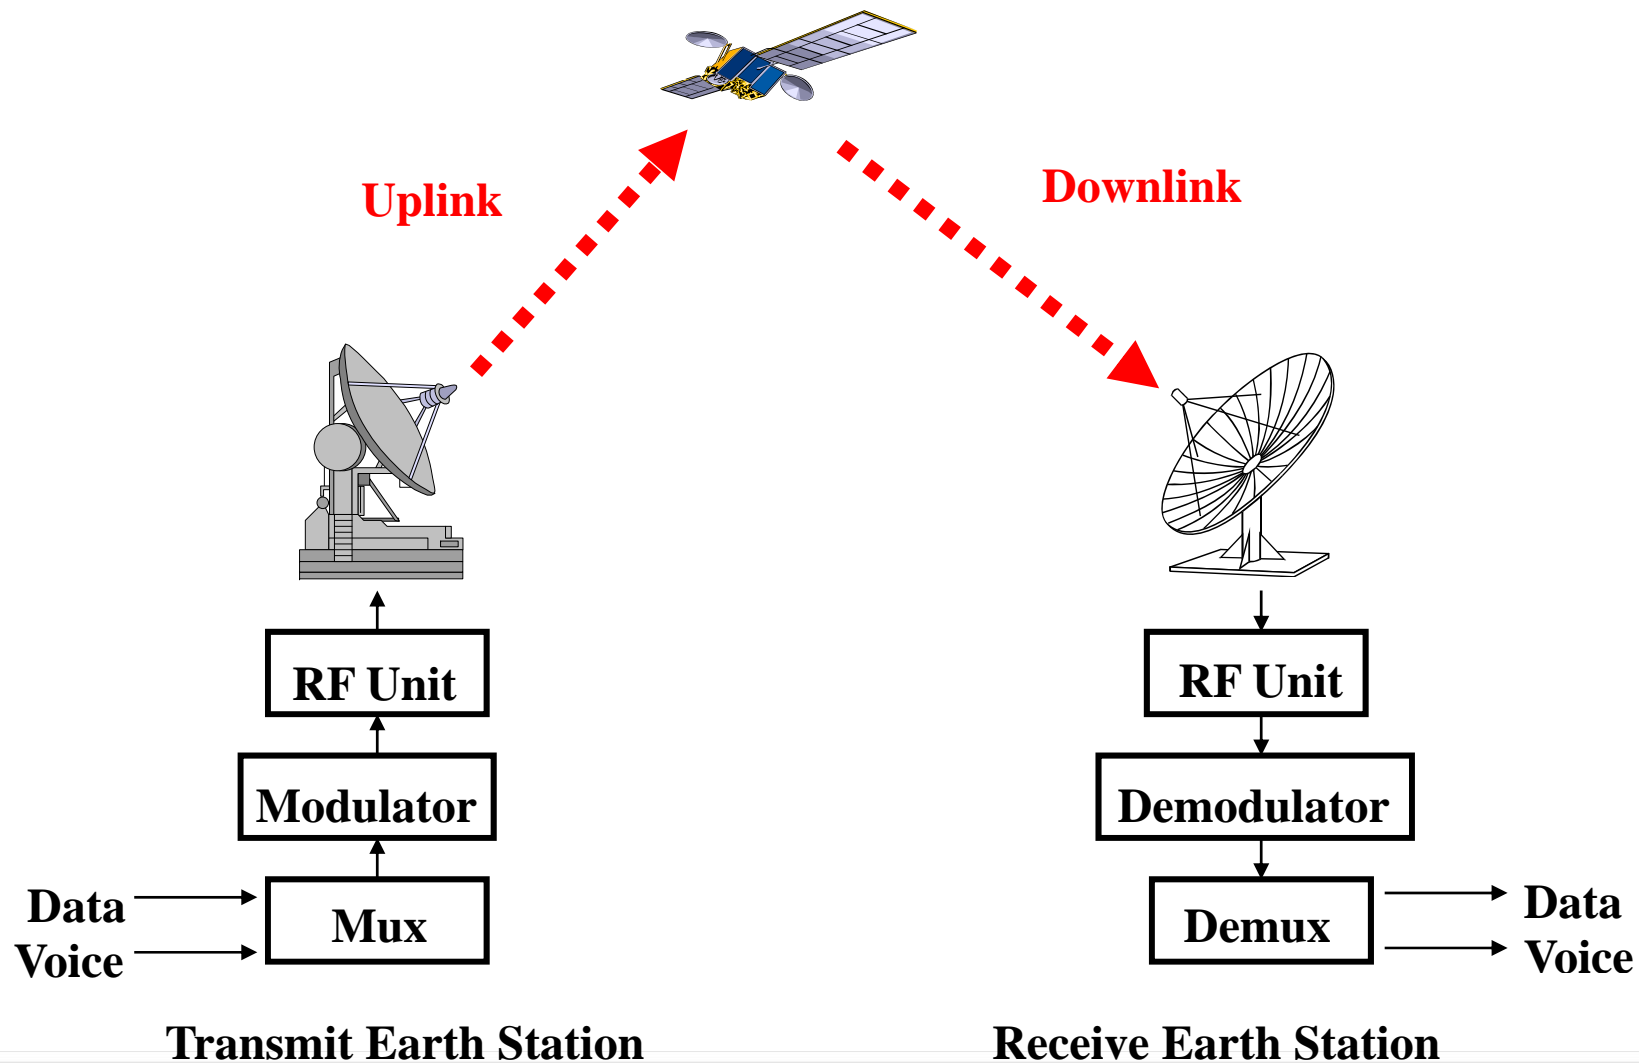 Uplink
Downlink
RF Unit
RF Unit
Modulator
Demodulator
Data
Voice
Mux
Demux
Data
Voice
Transmit Earth Station
Receive Earth Station